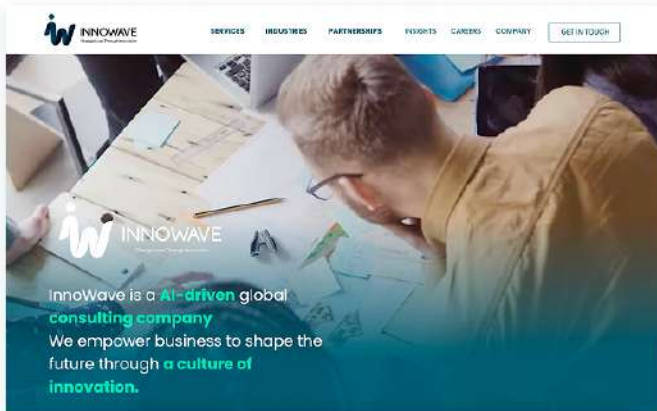 INNOWAVE
SERVICES INDUSTRIES PARTNERSHIPS INSIGHTS CAREERS COMPANY GET IN TOUCH
INNOWAVE
InnoWave is a AI-driven global
consulting company
We empower business to shape the
future through a culture of
innovation.